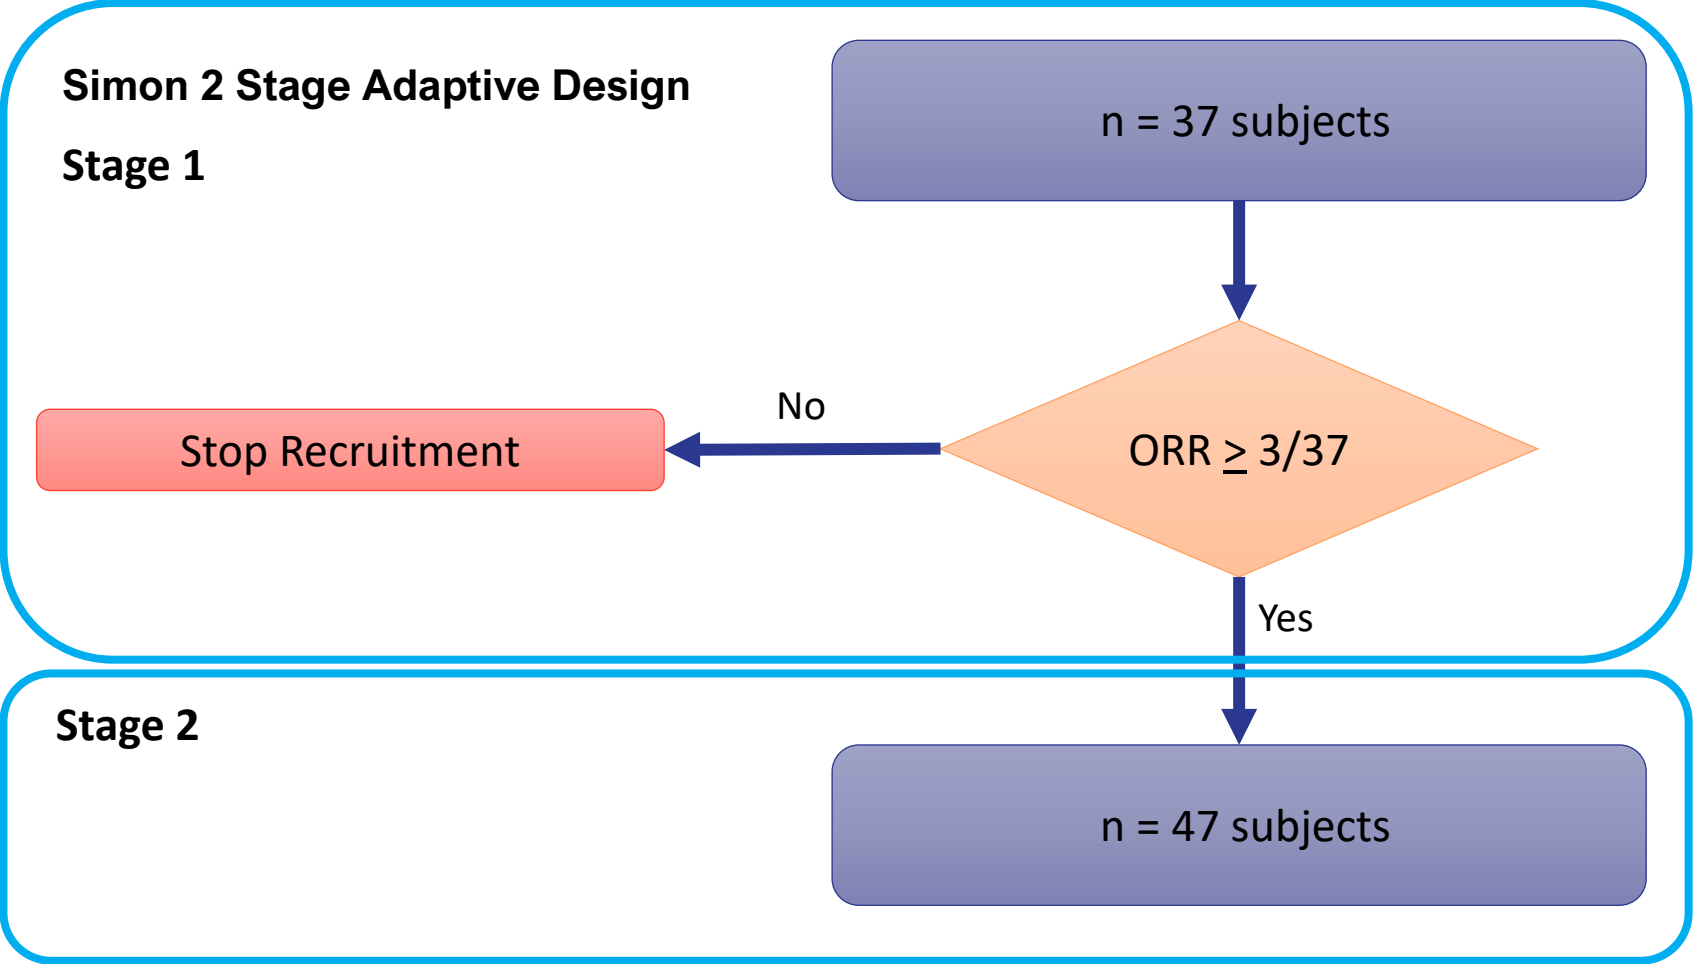 Simon 2 Stage Adaptive Design
Stage 1
n = 37 subjects
ORR ≥ 3/37
No
Stop Recruitment
Yes
Stage 2
n = 47 subjects